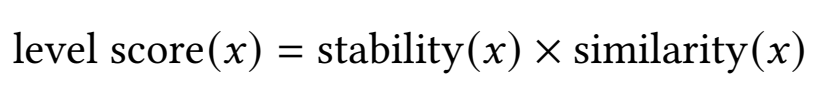 level score(x) = stability(x) × similarity(x)